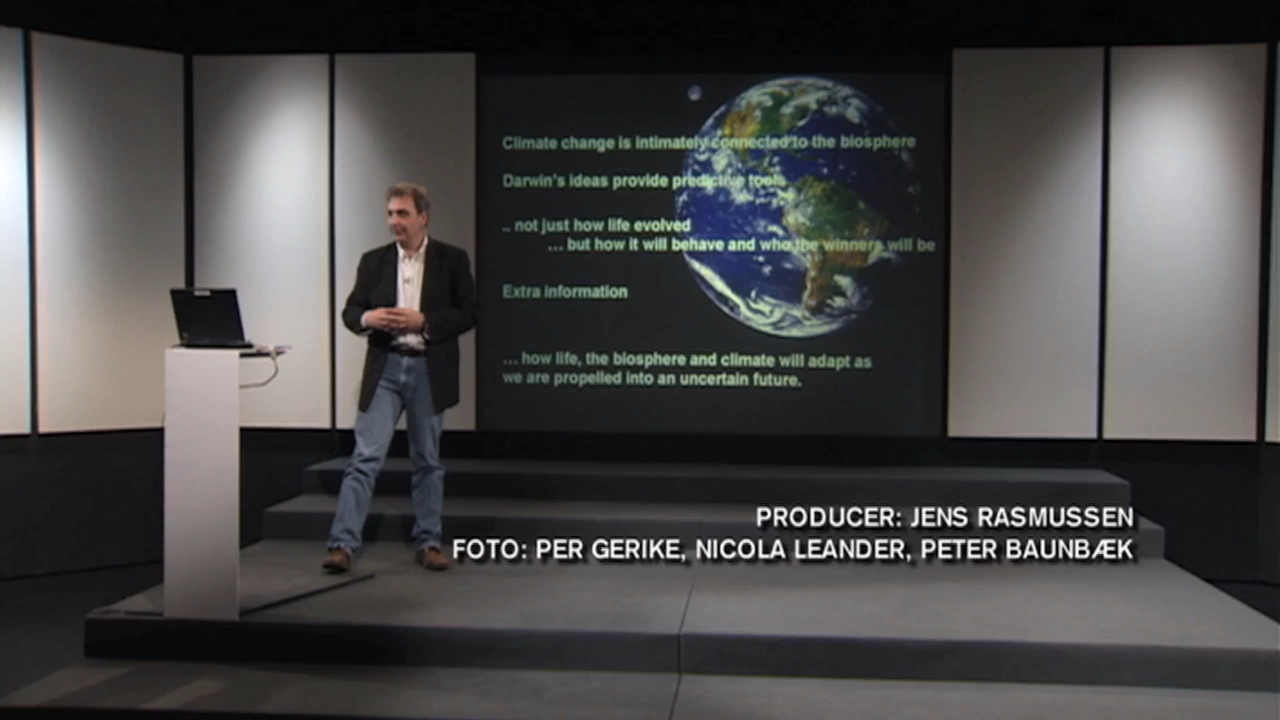 Climate change is intimately connected to the biosphere
Darwin's ideas provide predictive tools
.. not just how life evolved
... but how it will behave and who the winners will be
Extra information
... how life, the biosphere and climate will adapt as
we are propelled into an uncertain future.
PRODUCER: JENS RASMUSSEN
FOTO: PER GERIKE, NICOLA LEANDER, PETER BAUNBÆK